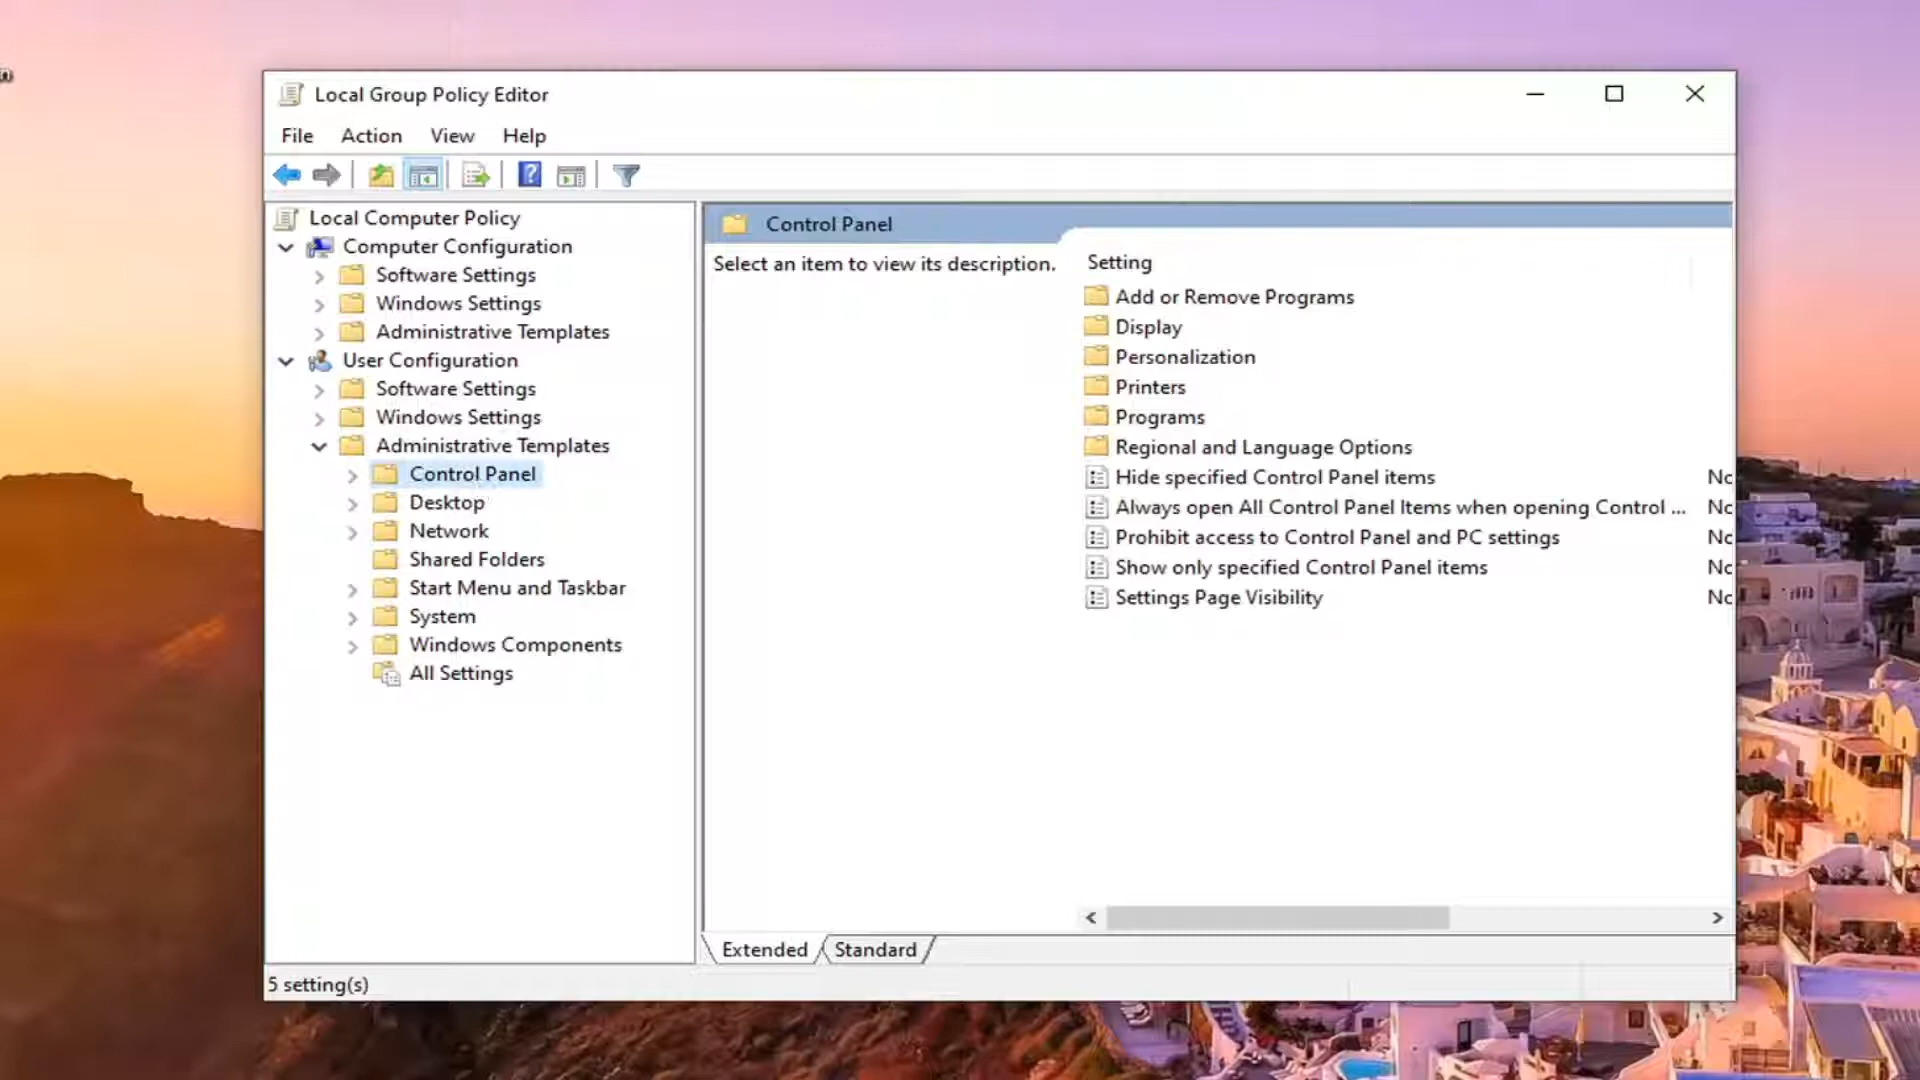 Local Group Policy Editor
File Action View Help
Local Computer Policy
Computer Configuration
Software Settings
Windows Settings
Administrative Templates
User Configuration
Software Settings
Windows Settings
Administrative Templates
Control Panel
Desktop
Network
Shared Folders
Start Menu and Taskbar
System
Windows Components
All Settings
Control Panel
Select an item to view its description.
Setting
Add or Remove Programs
Display
Personalization
Printers
Programs
Regional and Language Options
Hide specified Control Panel items
Always open All Control Panel Items when opening Control ...
Prohibit access to Control Panel and PC settings
Show only specified Control Panel items
Settings Page Visibility
Extended Standard
5 setting(s)